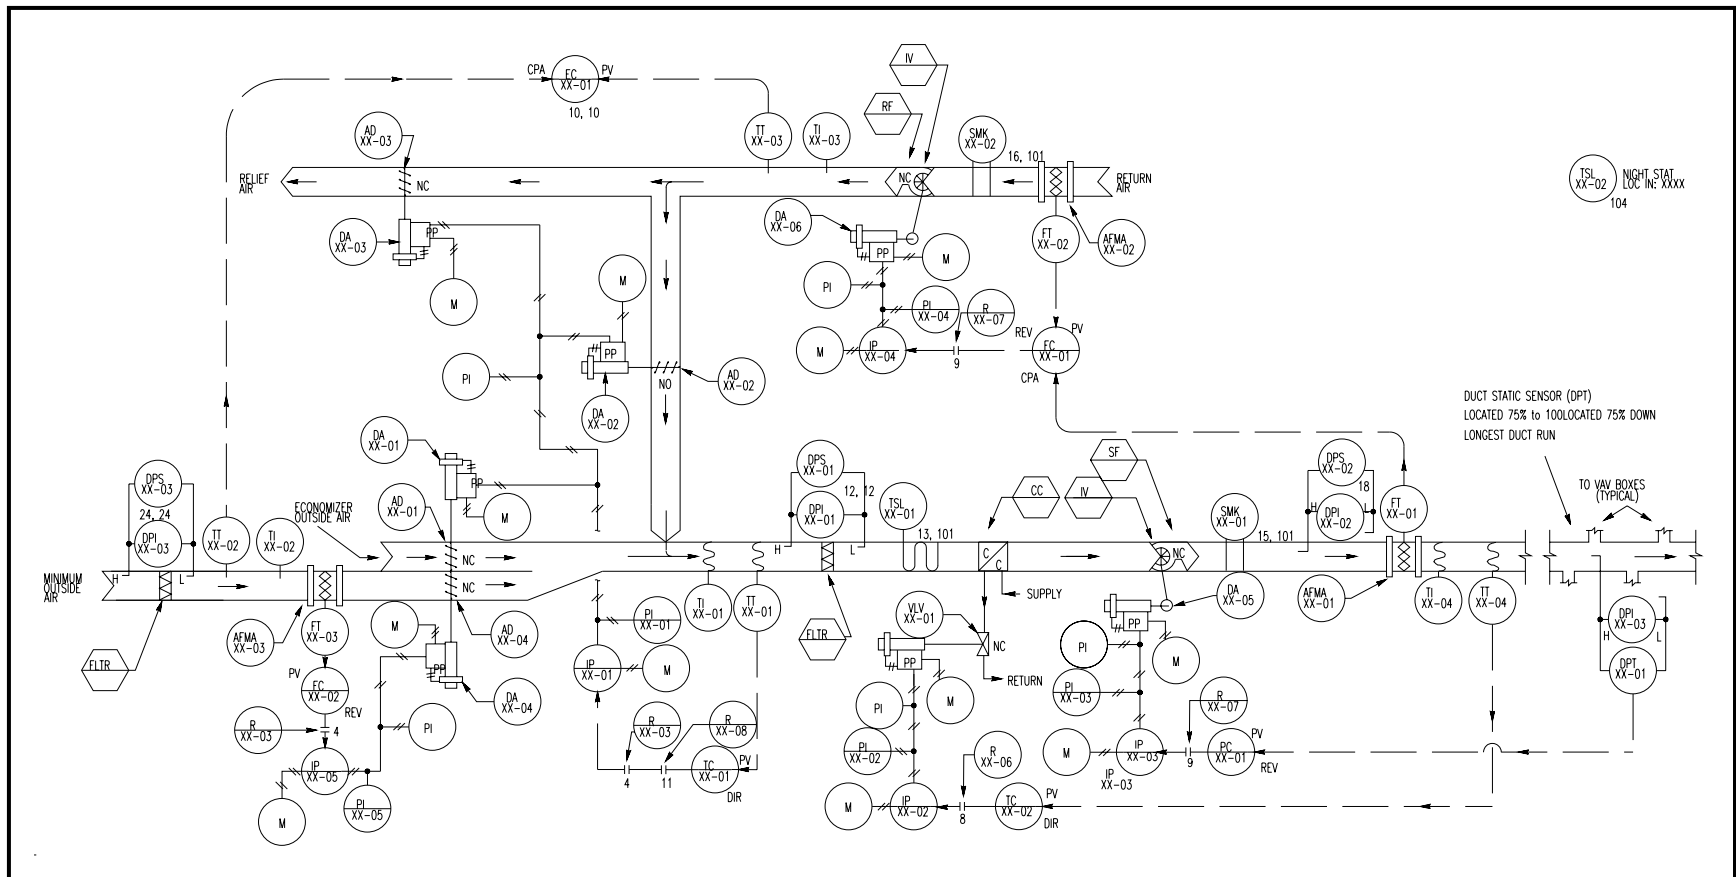 IV
CPA
EC
XX-01
PV
10, 10
RF
AD
XX-03
TT
XX-03
TI
XX-03
SMK
XX-02
16, 101
RELIEF
AIR
NC
NC
RETURN
AIR
TSL
XX-02
NIGHT STAT
LOC IN: XXXX
104
DA
XX-03
PP
M
DA
XX-06
PP
M
FT
XX-02
AFMA
XX-02
M
PI
PI
XX-04
R
XX-07
REV
PV
M
IP
XX-04
9
FC
XX-01
CPA
PP
PI
NO
AD
XX-02
DA
XX-02
DUCT STATIC SENSOR (DPT)
LOCATED 75% to 100LOCATED 75% DOWN
LONGEST DUCT RUN
DA
XX-01
PP
M
DPS
XX-01
12, 12
DPI
XX-01
H
L
SF
DPS
XX-02
18
DPI
XX-02
H
L
TO VAV BOXES
(TYPICAL)
DPS
XX-03
24, 24
DPI
XX-03
H
L
TT
XX-02
TI
XX-02
ECONOMIZER
OUTSIDE AIR
AD
XX-01
TSL
XX-01
13, 101
CC
IV
SMK
XX-01
15, 101
FT
XX-01
NC
NC
C
C
NC
MINIMUM
OUTSIDE
AIR
SUPPLY
FLTR
AFMA
XX-03
FT
XX-03
M
AD
XX-04
PI
XX-01
TI
XX-01
TT
XX-01
FLTR
VLV
XX-01
NC
DA
XX-05
AFMA
XX-01
TI
XX-04
TT
XX-04
DPI
XX-03
H
L
PV
FC
XX-02
REV
PP
DA
XX-04
IP
XX-01
M
PP
M
RETURN
PP
PI
M
DPT
XX-01
R
XX-03
4
PI
PI
XX-03
R
XX-07
R
XX-03
R
XX-08
PI
PI
XX-02
R
XX-06
IP
XX-05
M
PI
XX-05
4
11
TC
XX-01
PV
DIR
M
IP
XX-03
IP
XX-03
9
PC
XX-01
PV
REV
M
IP
XX-02
8
TC
XX-02
PV
DIR